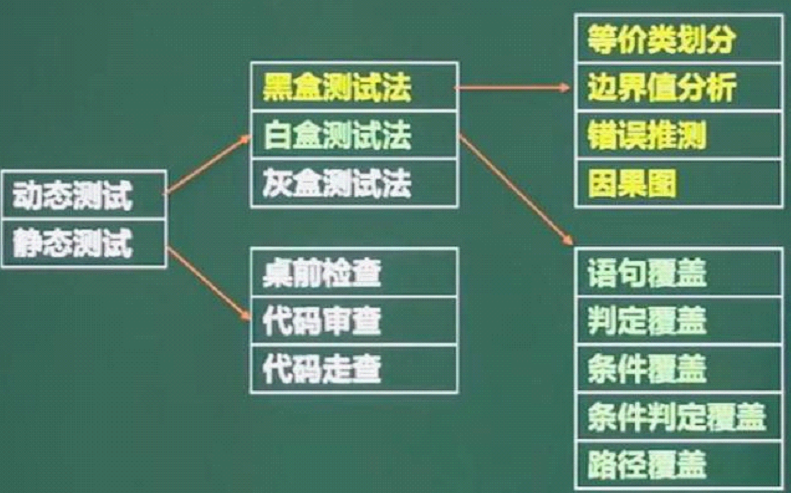 动态测试
静态测试
黑盒测试法
白盒测试法
灰盒测试法
桌前检查
代码审查
代码走查
等价类划分
边界值分析
错误推测
因果图
语句覆盖
判定覆盖
条件覆盖
条件判定覆盖
路径覆盖